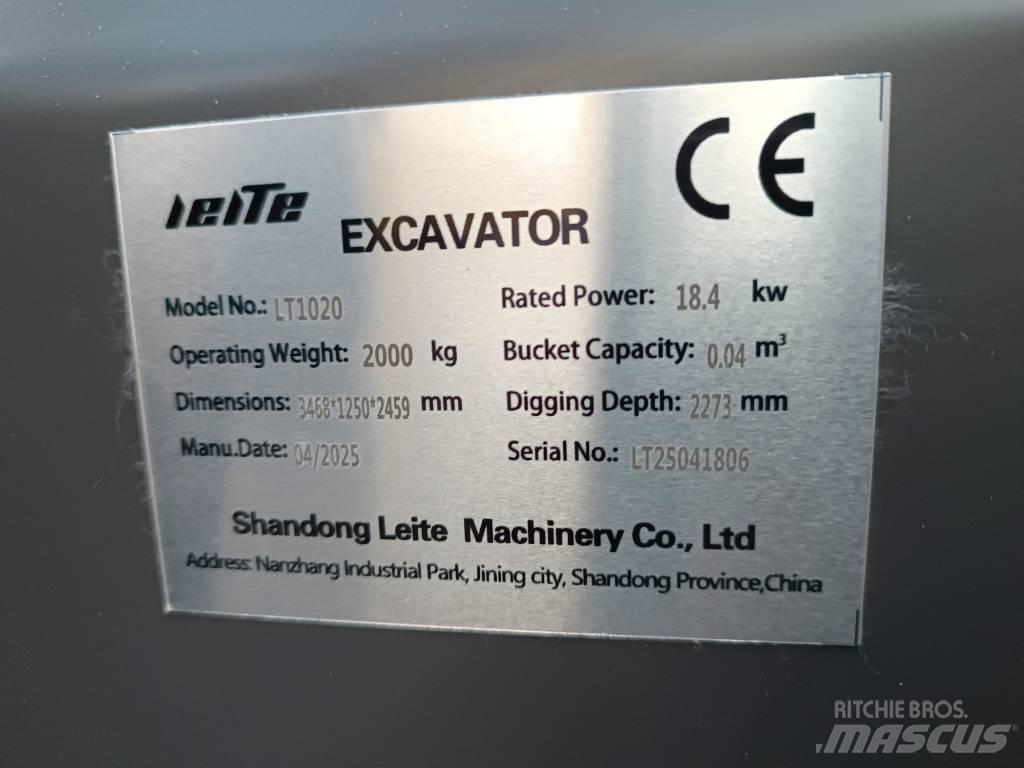 leiTe
CE
EXCAVATOR
Model No.: LT1020
Rated Power: 18.4 kw
Operating Weight: 2000 kg
Bucket Capacity: 0.04 m³
Dimensions: 3468*1250*2459 mm
Digging Depth: 2273 mm
Manu.Date: 04/2025
Serial No.: LT25041806
Shandong Leite Machinery Co., Ltd
Address: Nanzhang Industrial Park, Jining city, Shandong Province,China
RITCHIE BROS.
MASCUS